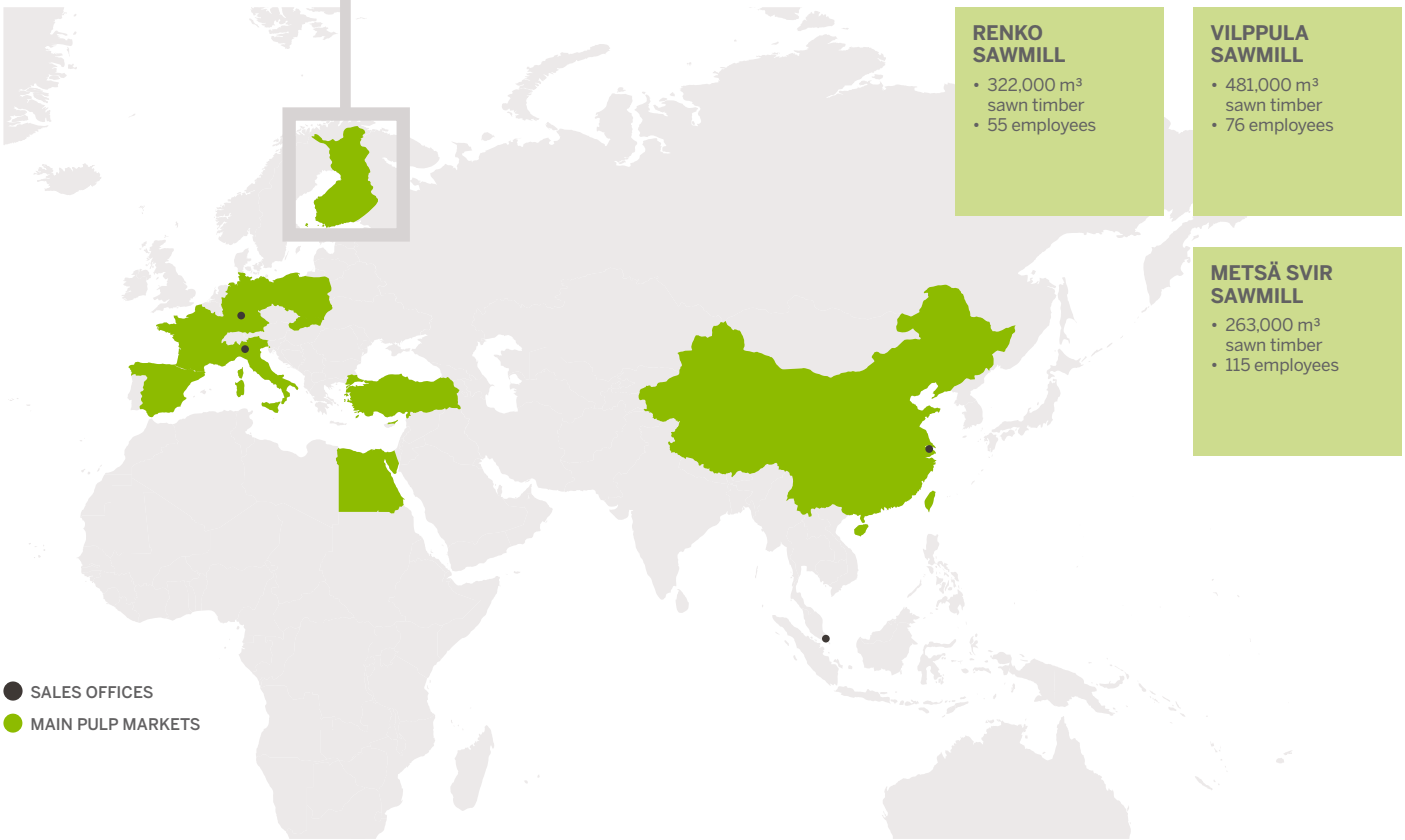 RENKO
SAWMILL
• 322,000 m³
sawn timber
• 55 employees
VILPPULA
SAWMILL
• 481,000 m³
sawn timber
• 76 employees
METSÄ SVIR
SAWMILL
• 263,000 m³
sawn timber
• 115 employees
SALES OFFICES
MAIN PULP MARKETS